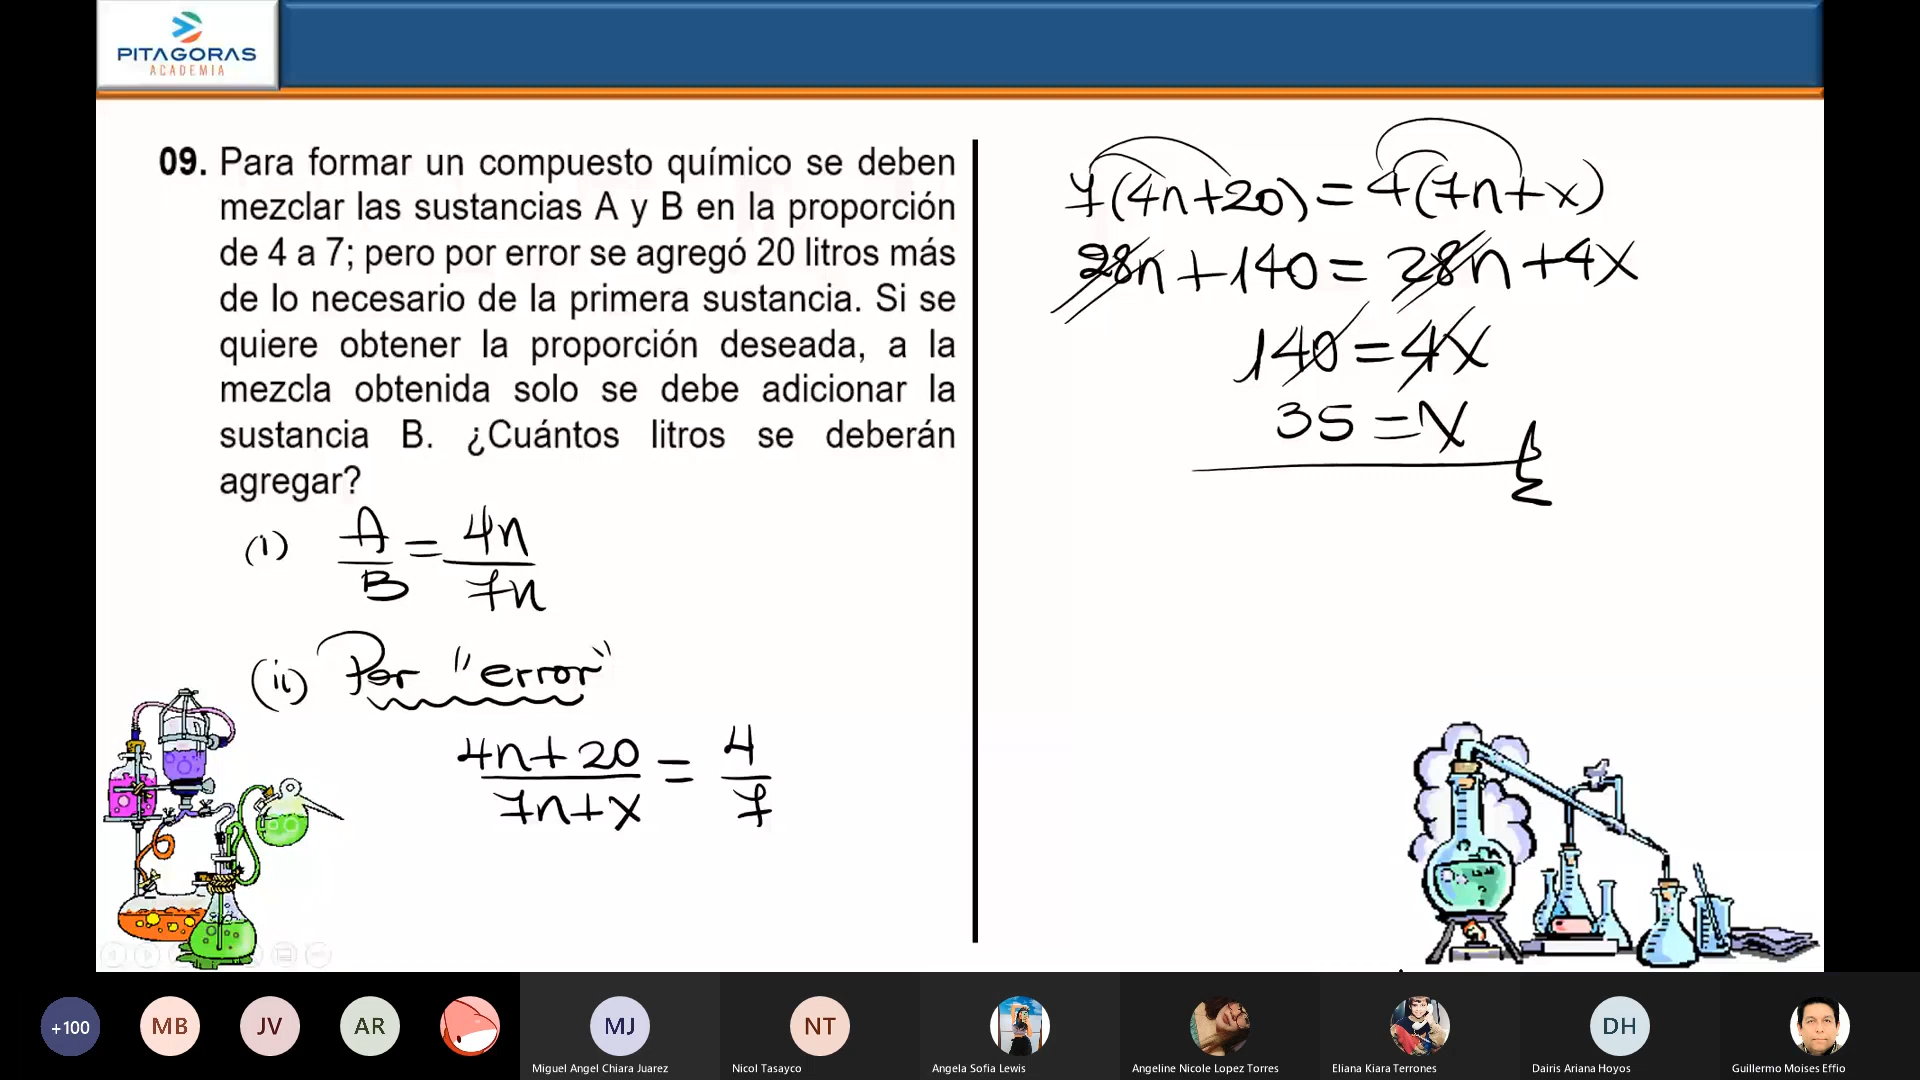 PITAGORAS
ACADEMIA
09. Para formar un compuesto químico se deben
mezclar las sustancias A y B en la proporción
de 4 a 7; pero por error se agregó 20 litros más
de lo necesario de la primera sustancia. Si se
quiere obtener la proporción deseada, a la
mezcla obtenida solo se debe adicionar la
sustancia B. ¿Cuántos litros se deberán
agregar?
(i) A/B = 4n/7n
(ii) Por "error"
4n+20/7n+x = 4/7
7(4n+20)=4(7n+x)
28n+140=28n+4x
140=4x
35=x
+100
MB
JV
AR
MJ
NT
DH
Miguel Angel Chiara Juarez
Nicol Tasayco
Angela Sofia Lewis
Angeline Nicole Lopez Torres
Eliana Kiara Terrones
Dairis Ariana Hoyos
Guillermo Moises Effio